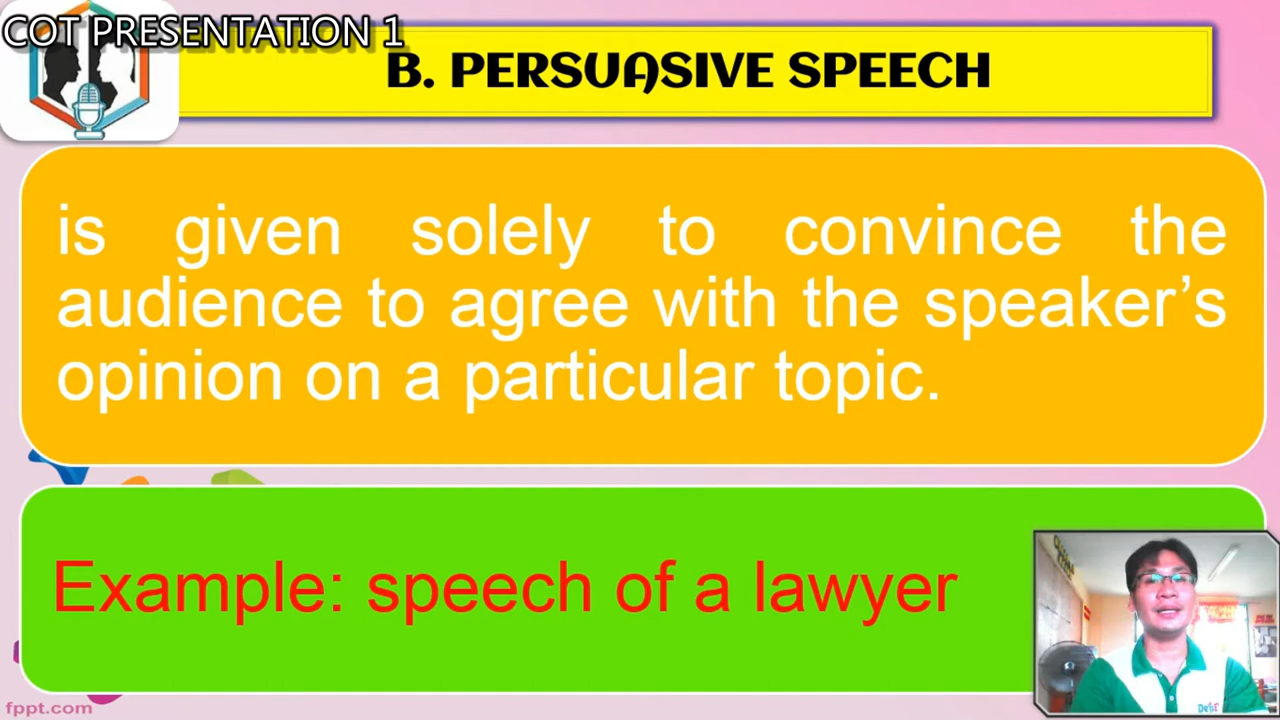 COT PRESENTATION 1
B. PERSUASIVE SPEECH
is given solely to convince the
audience to agree with the speaker’s
opinion on a particular topic.
Example: speech of a lawyer
fppt.com